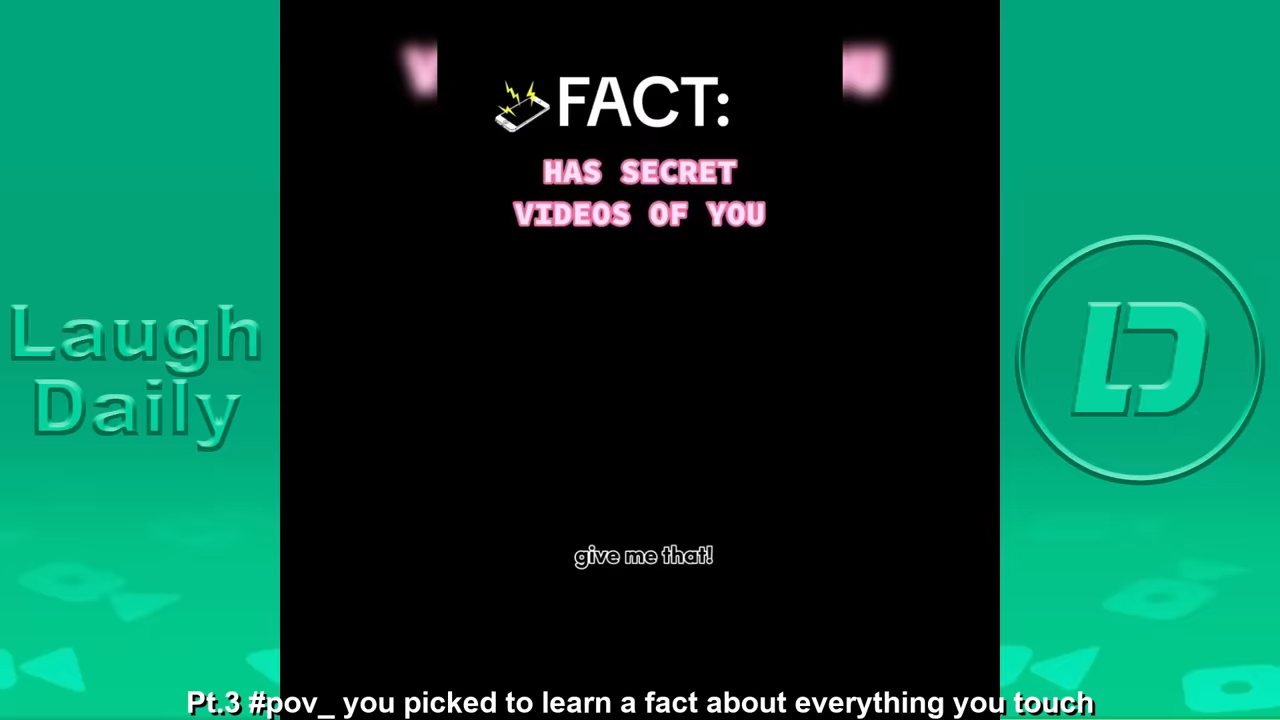 FACT:
HAS SECRET
VIDEOS OF YOU
Laugh
Daily
LD
give me that!
Pt.3 #pov_ you picked to learn a fact about everything you touch